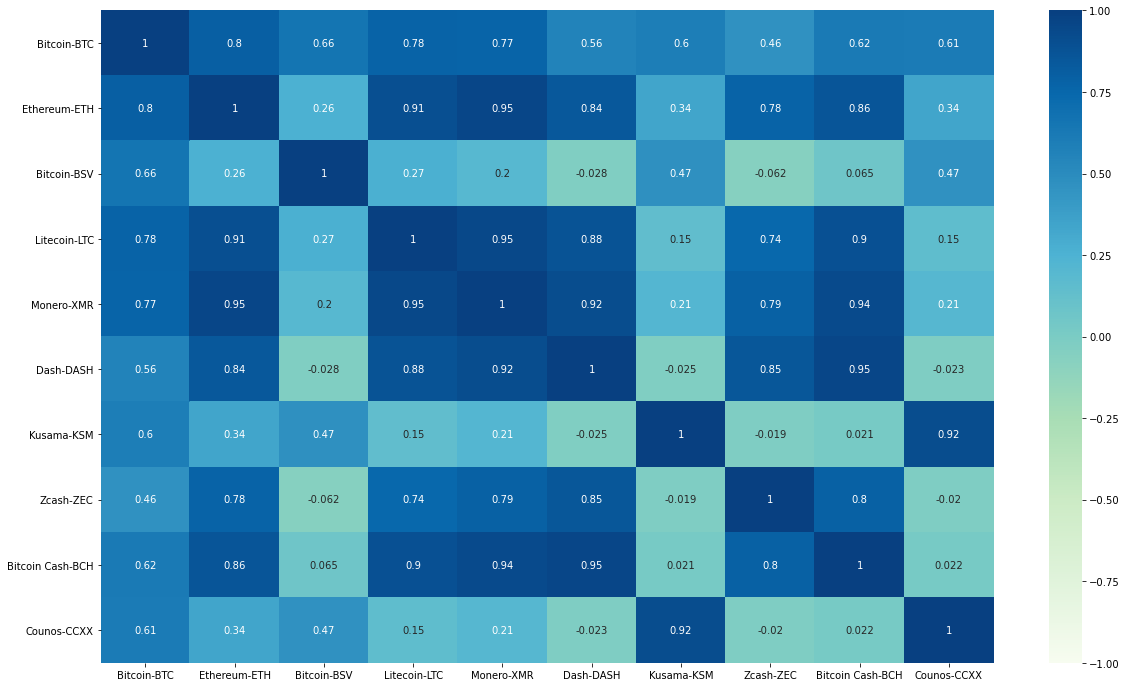 Bitcoin-BTC 1 0.8 0.66 0.78 0.77 0.56 0.6 0.46 0.62 0.61
Ethereum-ETH 0.8 1 0.26 0.91 0.95 0.84 0.34 0.78 0.86 0.34
Bitcoin-BSV 0.66 0.26 1 0.27 0.2 -0.028 0.47 -0.062 0.065 0.47
Litecoin-LTC 0.78 0.91 0.27 1 0.95 0.88 0.15 0.74 0.9 0.15
Monero-XMR 0.77 0.95 0.2 0.95 1 0.92 0.21 0.79 0.94 0.21
Dash-DASH 0.56 0.84 -0.028 0.88 0.92 1 -0.025 0.85 0.95 -0.023
Kusama-KSM 0.6 0.34 0.47 0.15 0.21 -0.025 1 -0.019 0.021 0.92
Zcash-ZEC 0.46 0.78 -0.062 0.74 0.79 0.85 -0.019 1 0.8 -0.02
Bitcoin Cash-BCH 0.62 0.86 0.065 0.9 0.94 0.95 0.021 0.8 1 0.022
Counos-CCXX 0.61 0.34 0.47 0.15 0.21 -0.023 0.92 -0.02 0.022 1
Bitcoin-BTC Ethereum-ETH Bitcoin-BSV Litecoin-LTC Monero-XMR Dash-DASH Kusama-KSM Zcash-ZEC Bitcoin Cash-BCH Counos-CCXX
1.00
0.75
0.50
0.25
0.00
−0.25
−0.50
−0.75
−1.00